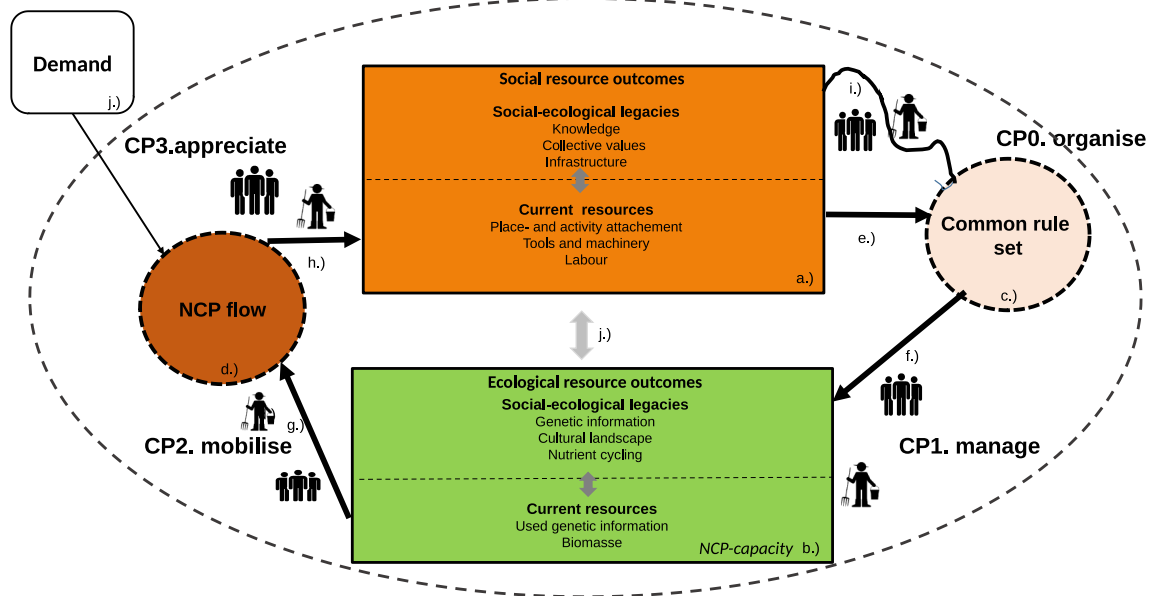 Demand
j.)
CP3.appreciate
h.)
NCP flow
d.)
g.)
CP2. mobilise
Social resource outcomes
Social-ecological legacies
Knowledge
Collective values
Infrastructure
Current resources
Place- and activity attachement
Tools and machinery
Labour
a.)
i.)
CP0. organise
e.)
Common rule
set
c.)
j.)
f.)
CP1. manage
Ecological resource outcomes
Social-ecological legacies
Genetic information
Cultural landscape
Nutrient cycling
Current resources
Used genetic information
Biomasse
NCP-capacity b.)